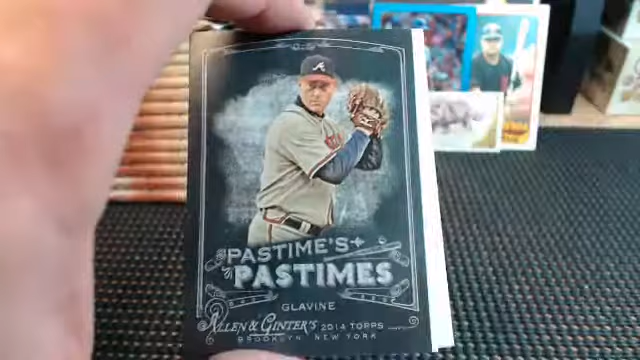 A
PASTIME'S
PASTIMES
GLAVINE
ALLEN & GINTER'S 2014 TOPPS
BROOKLYN NEW YORK